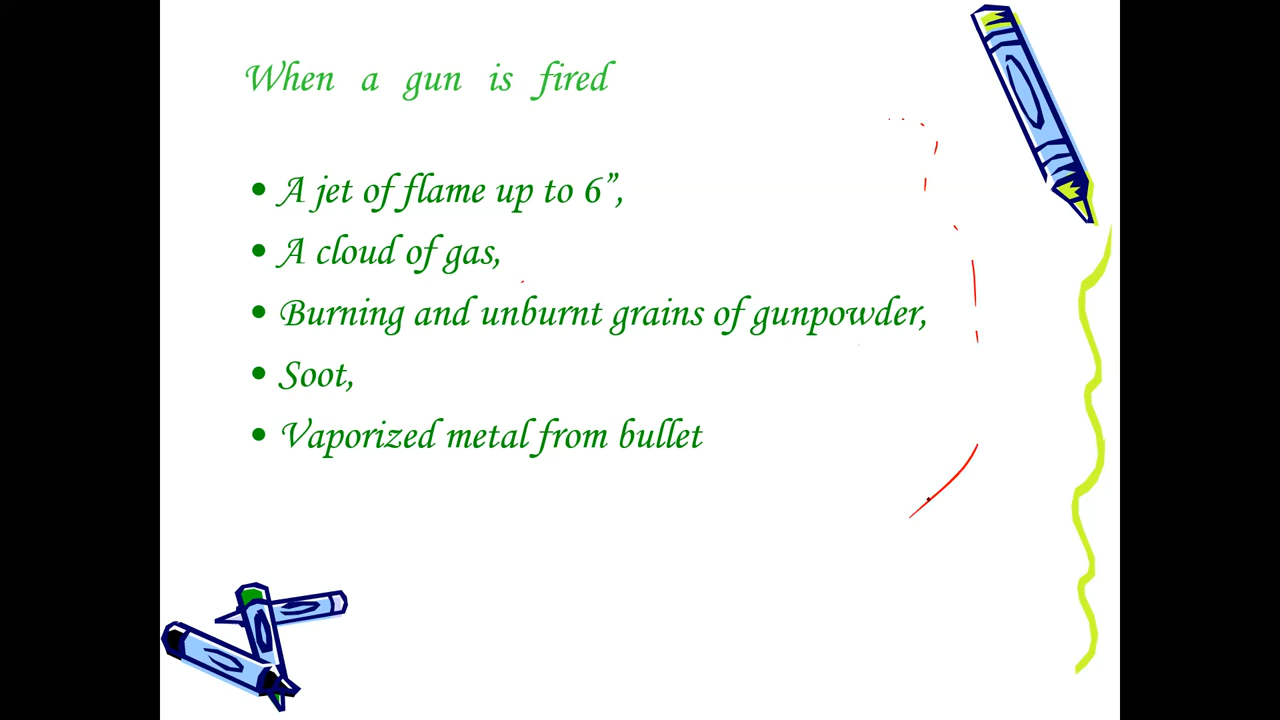 When a gun is fired
• A jet of flame up to 6”,
• A cloud of gas,
• Burning and unburnt grains of gunpowder,
• Soot,
• Vaporized metal from bullet